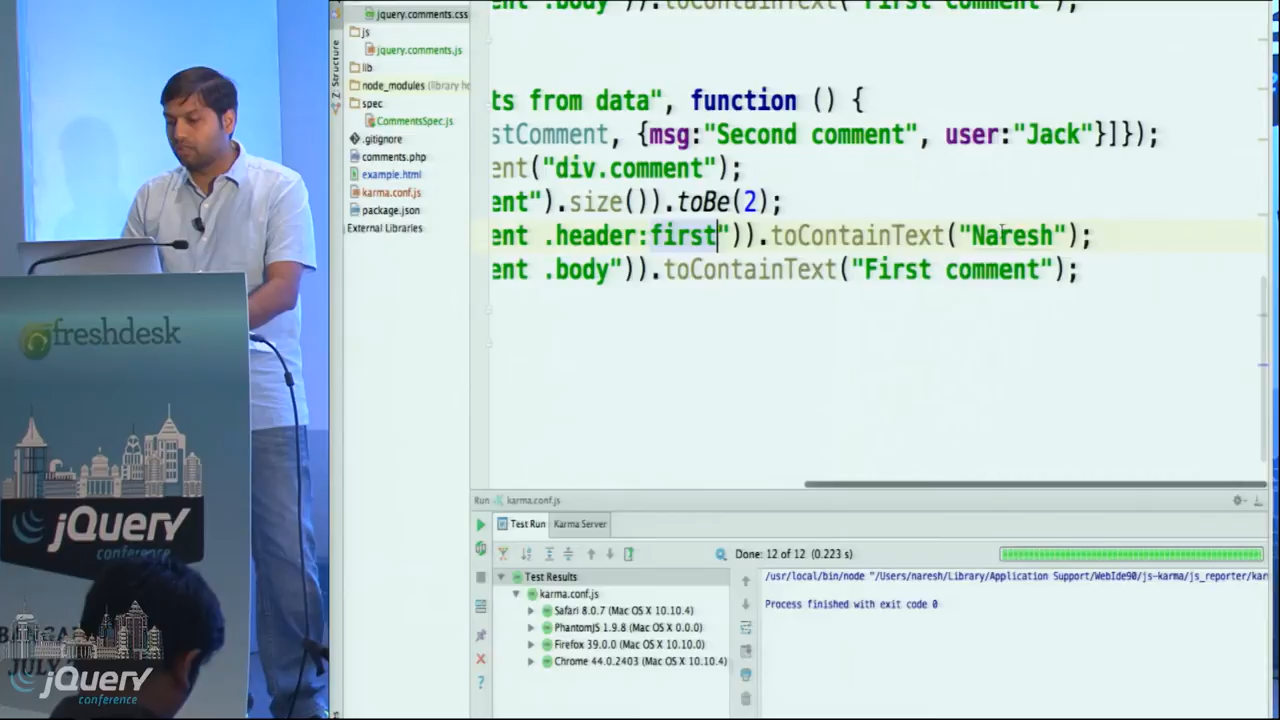 freshdesk
jQuery
conference
BANGA
JULY
jQuery
conference
jquery.comments.css
js
jquery.comments.js
lib
node_modules (library h
spec
CommentsSpec.js
.gitignore
comments.php
example.html
karma.conf.js
package.json
External Libraries
Z: Structure
ent .body")).toContainText("First comment");
ts from data", function () {
stComment, {msg:"Second comment", user:"Jack"}]});
ent("div.comment");
ent").size()).toBe(2);
ent .header:first")).toContainText("Naresh");
ent .body")).toContainText("First comment");
Run karma.conf.js
Test Run Karma Server
Done: 12 of 12 (0.223 s)
Test Results
karma.conf.js
Safari 8.0.7 (Mac OS X 10.10.4)
PhantomJS 1.9.8 (Mac OS X 0.0.0)
Firefox 39.0.0 (Mac OS X 10.10.0)
Chrome 44.0.2403 (Mac OS X 10.10.4)
/usr/local/bin/node "/Users/naresh/Library/Application Support/WebIde90/js-karma/js_reporter/kar
Process finished with exit code 0